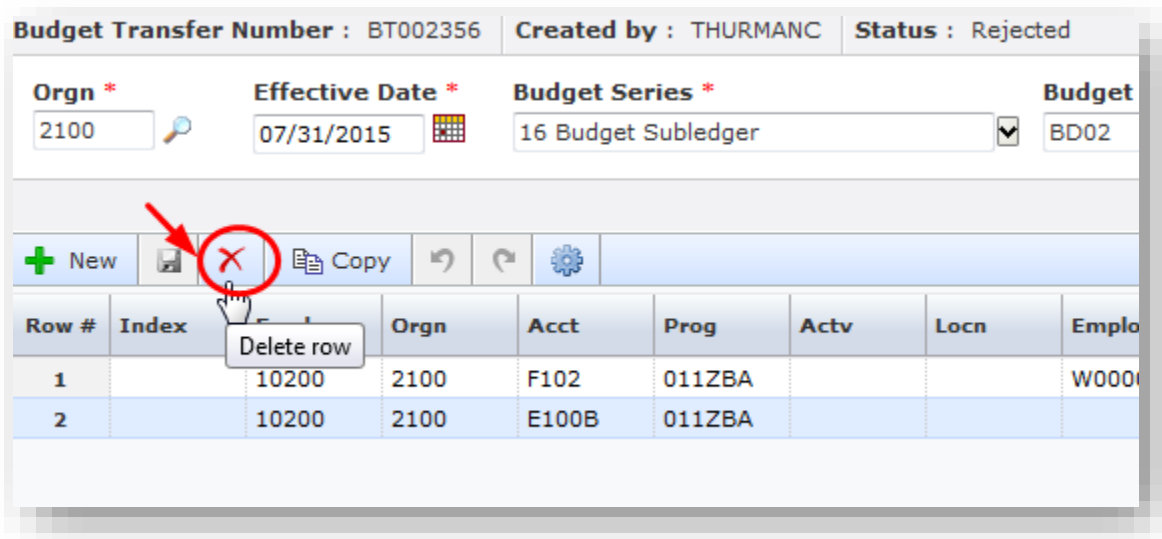 Budget Transfer Number : BT002356 Created by : THURMANC Status : Rejected
Orgn * Effective Date * Budget Series * Budget
2100 07/31/2015 16 Budget Subledger BD02
New Copy
Row # Index Orgn Acct Prog Actv Locn Emplo
Delete row
1 10200 2100 F102 011ZBA
2 10200 2100 E100B 011ZBA